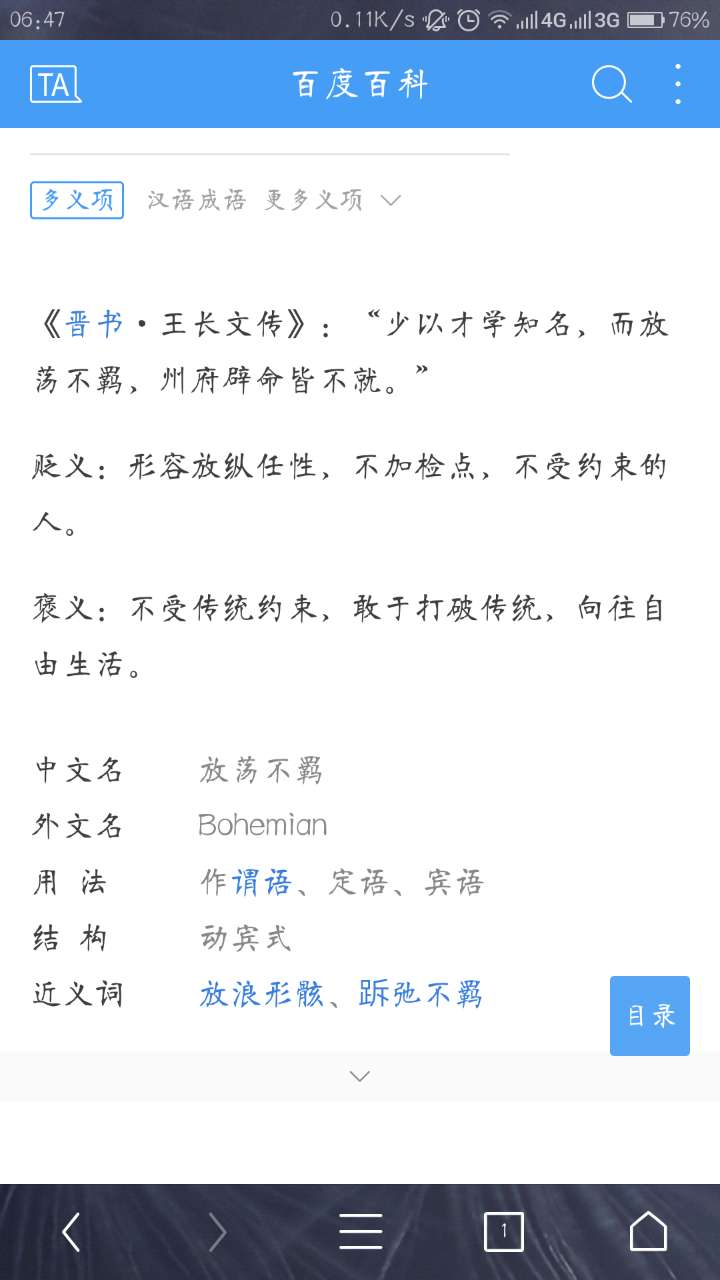 06:47 0.11K/s 4G 3G 76%
TA 百度百科
多义项 汉语成语 更多义项
《晋书·王长文传》：“少以才学知名，而放
荡不羁，州府辟命皆不就。”
贬义：形容放纵任性，不加检点，不受约束的
人。
褒义：不受传统约束，敢于打破传统，向往自
由生活。
中文名 放荡不羁
外文名 Bohemian
用 法 作谓语、定语、宾语
结 构 动宾式
近义词 放浪形骸、跅弛不羁
目录
1